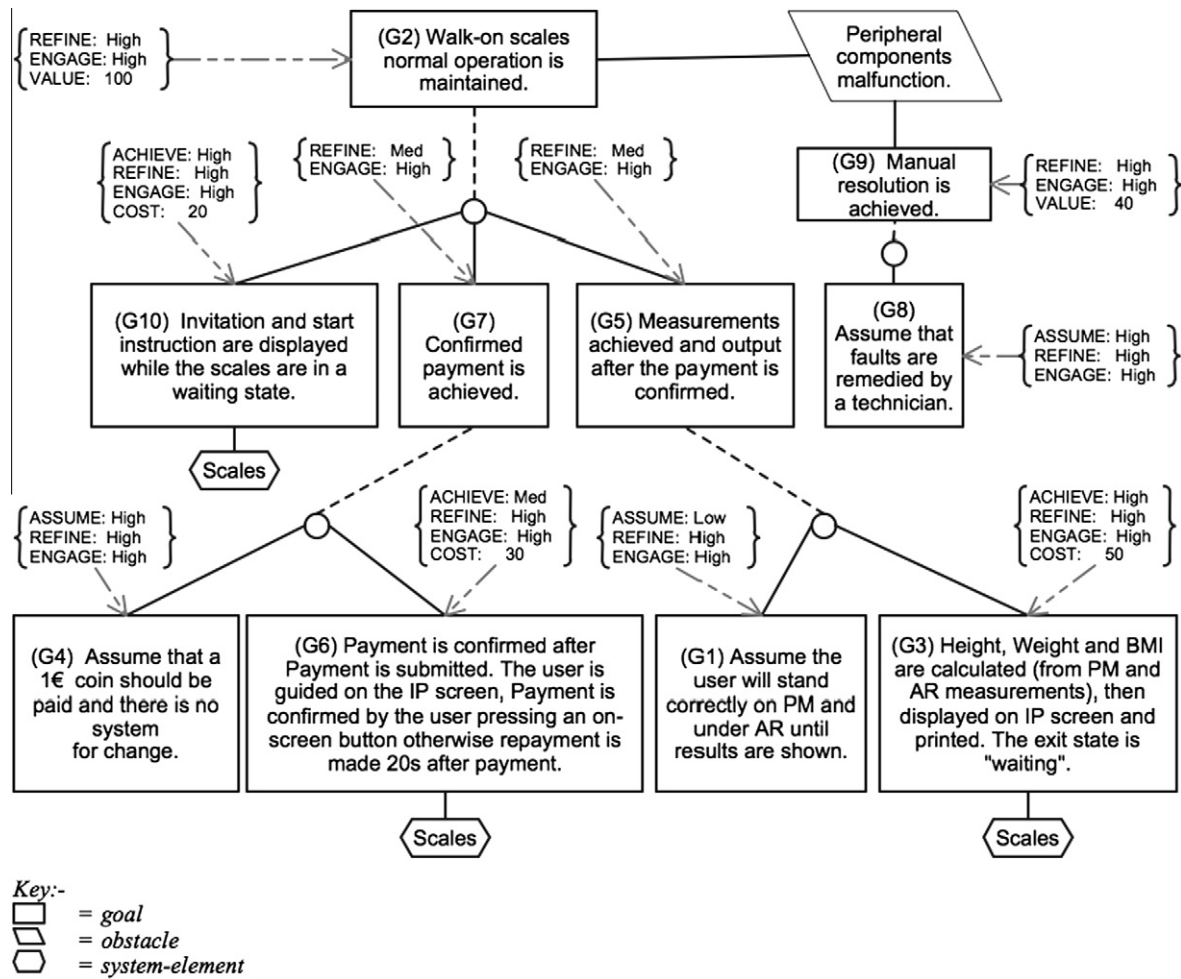 REFINE: High
ENGAGE: High
VALUE: 100
(G2) Walk-on scales
normal operation is
maintained.
Peripheral
components
malfunction.
ACHIEVE: High
REFINE: High
ENGAGE: High
COST: 20
REFINE: Med
ENGAGE: High
REFINE: Med
ENGAGE: High
(G9) Manual
resolution is
achieved.
REFINE: High
ENGAGE: High
VALUE: 40
(G10) Invitation and start
instruction are displayed
while the scales are in a
waiting state.
(G7)
Confirmed
payment is
achieved.
(G5) Measurements
achieved and output
after the payment is
confirmed.
(G8)
Assume that
faults are
remedied by
a technician.
ASSUME: High
REFINE: High
ENGAGE: High
Scales
ASSUME: High
REFINE: High
ENGAGE: High
ACHIEVE: Med
REFINE: High
ENGAGE: High
COST: 30
ASSUME: Low
REFINE: High
ENGAGE: High
ACHIEVE: High
REFINE: High
ENGAGE: High
COST: 50
(G4) Assume that a
1€ coin should be
paid and there is no
system
for change.
(G6) Payment is confirmed after
Payment is submitted. The user is
guided on the IP screen, Payment is
confirmed by the user pressing an on-
screen button otherwise repayment is
made 20s after payment.
(G1) Assume the
user will stand
correctly on PM and
under AR until
results are shown.
(G3) Height, Weight and BMI
are calculated (from PM and
AR measurements), then
displayed on IP screen and
printed. The exit state is
"waiting".
Scales
Scales
Key:-
= goal
= obstacle
= system-element